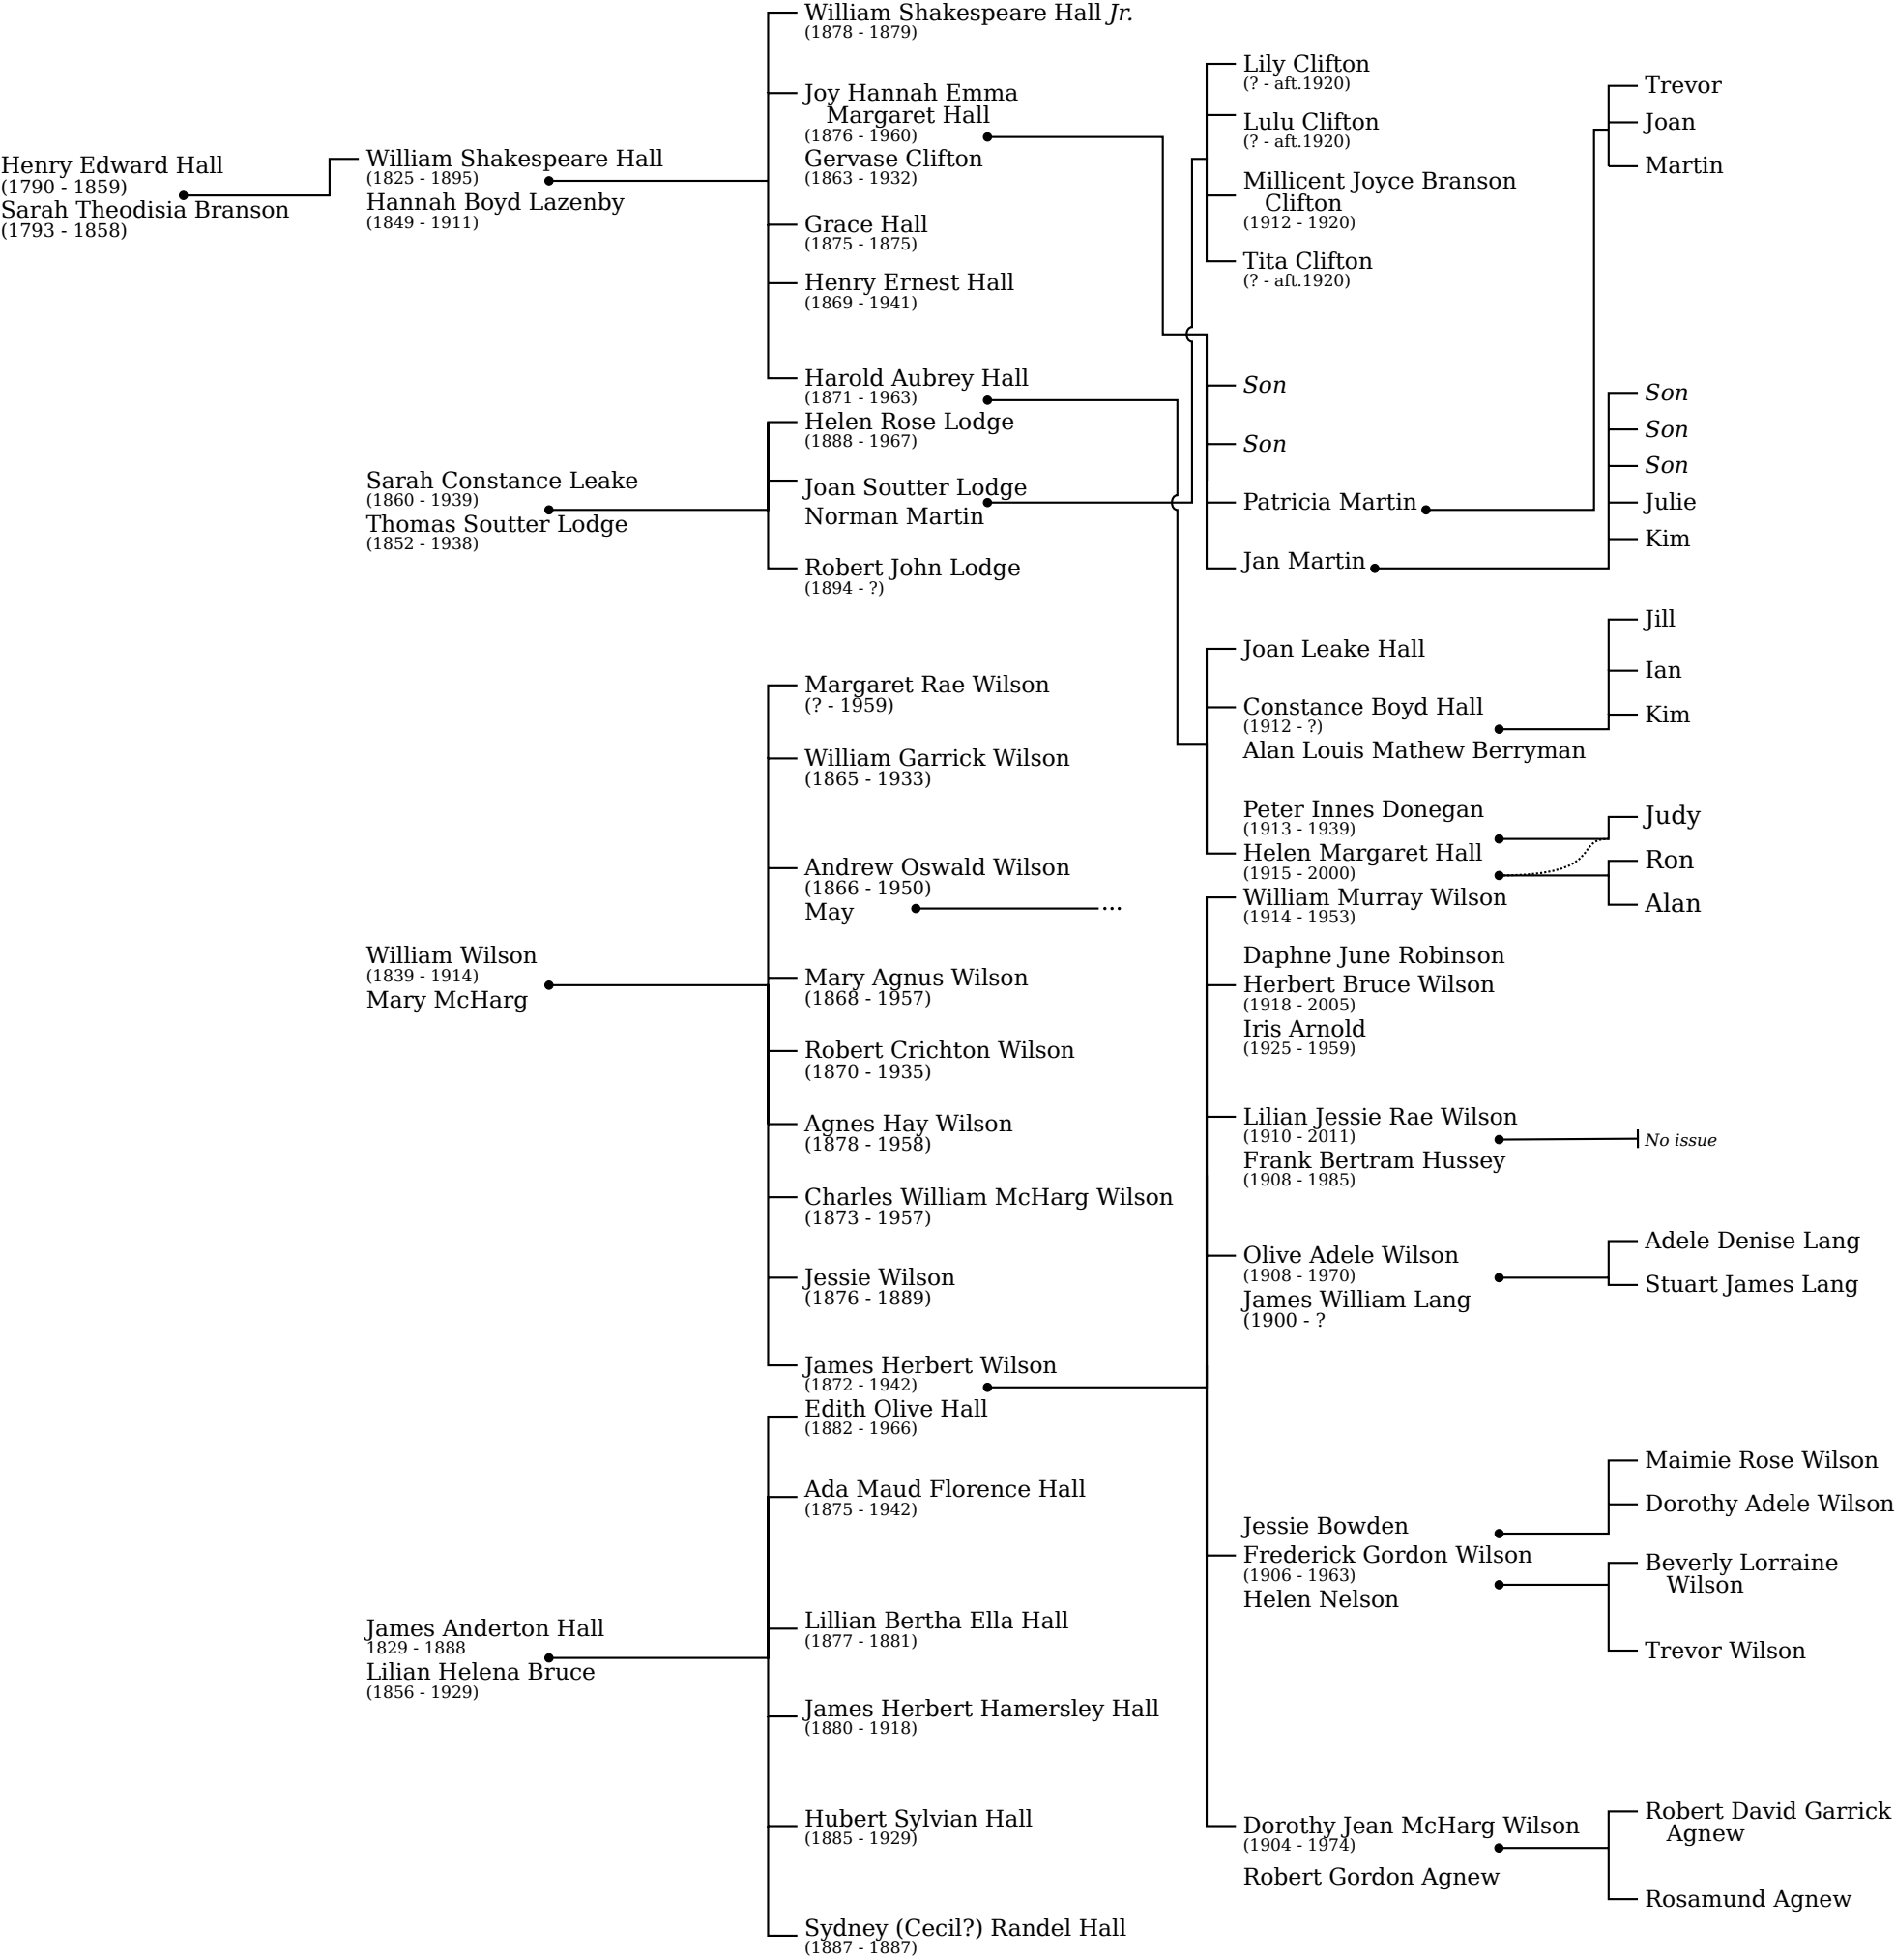 Henry Edward Hall
(1790 - 1859)
Sarah Theodisia Branson
(1793 - 1858)
William Shakespeare Hall
(1825 - 1895)
Hannah Boyd Lazenby
(1849 - 1911)
Sarah Constance Leake
(1860 - 1939)
Thomas Soutter Lodge
(1852 - 1938)
William Wilson
(1839 - 1914)
Mary McHarg
James Anderton Hall
1829 - 1888
Lilian Helena Bruce
(1856 - 1929)
William Shakespeare Hall Jr.
(1878 - 1879)
Joy Hannah Emma
Margaret Hall
(1876 - 1960)
Gervase Clifton
(1863 - 1932)
Grace Hall
(1875 - 1875)
Henry Ernest Hall
(1869 - 1941)
Harold Aubrey Hall
(1871 - 1963)
Helen Rose Lodge
(1888 - 1967)
Joan Soutter Lodge
Norman Martin
Robert John Lodge
(1894 - ?)
Margaret Rae Wilson
(? - 1959)
William Garrick Wilson
(1865 - 1933)
Andrew Oswald Wilson
(1866 - 1950)
May
...
Mary Agnus Wilson
(1868 - 1957)
Robert Crichton Wilson
(1870 - 1935)
Agnes Hay Wilson
(1878 - 1958)
Charles William McHarg Wilson
(1873 - 1957)
Jessie Wilson
(1876 - 1889)
James Herbert Wilson
(1872 - 1942)
Edith Olive Hall
(1882 - 1966)
Ada Maud Florence Hall
(1875 - 1942)
Lillian Bertha Ella Hall
(1877 - 1881)
James Herbert Hamersley Hall
(1880 - 1918)
Hubert Sylvian Hall
(1885 - 1929)
Sydney (Cecil?) Randel Hall
(1887 - 1887)
Lily Clifton
(? - aft.1920)
Lulu Clifton
(? - aft.1920)
Millicent Joyce Branson
Clifton
(1912 - 1920)
Tita Clifton
(? - aft.1920)
Son
Son
Patricia Martin
Jan Martin
Joan Leake Hall
Constance Boyd Hall
(1912 - ?)
Alan Louis Mathew Berryman
Peter Innes Donegan
(1913 - 1939)
Helen Margaret Hall
(1915 - 2000)
William Murray Wilson
(1914 - 1953)
Daphne June Robinson
Herbert Bruce Wilson
(1918 - 2005)
Iris Arnold
(1925 - 1959)
Lilian Jessie Rae Wilson
(1910 - 2011)
Frank Bertram Hussey
(1908 - 1985)
Olive Adele Wilson
(1908 - 1970)
James William Lang
(1900 - ?
Jessie Bowden
Frederick Gordon Wilson
(1906 - 1963)
Helen Nelson
Dorothy Jean McHarg Wilson
(1904 - 1974)
Robert Gordon Agnew
Trevor
Joan
Martin
Son
Son
Son
Julie
Kim
Jill
Ian
Kim
Judy
Ron
Alan
No issue
Adele Denise Lang
Stuart James Lang
Maimie Rose Wilson
Dorothy Adele Wilson
Beverly Lorraine
Wilson
Trevor Wilson
Robert David Garrick
Agnew
Rosamund Agnew